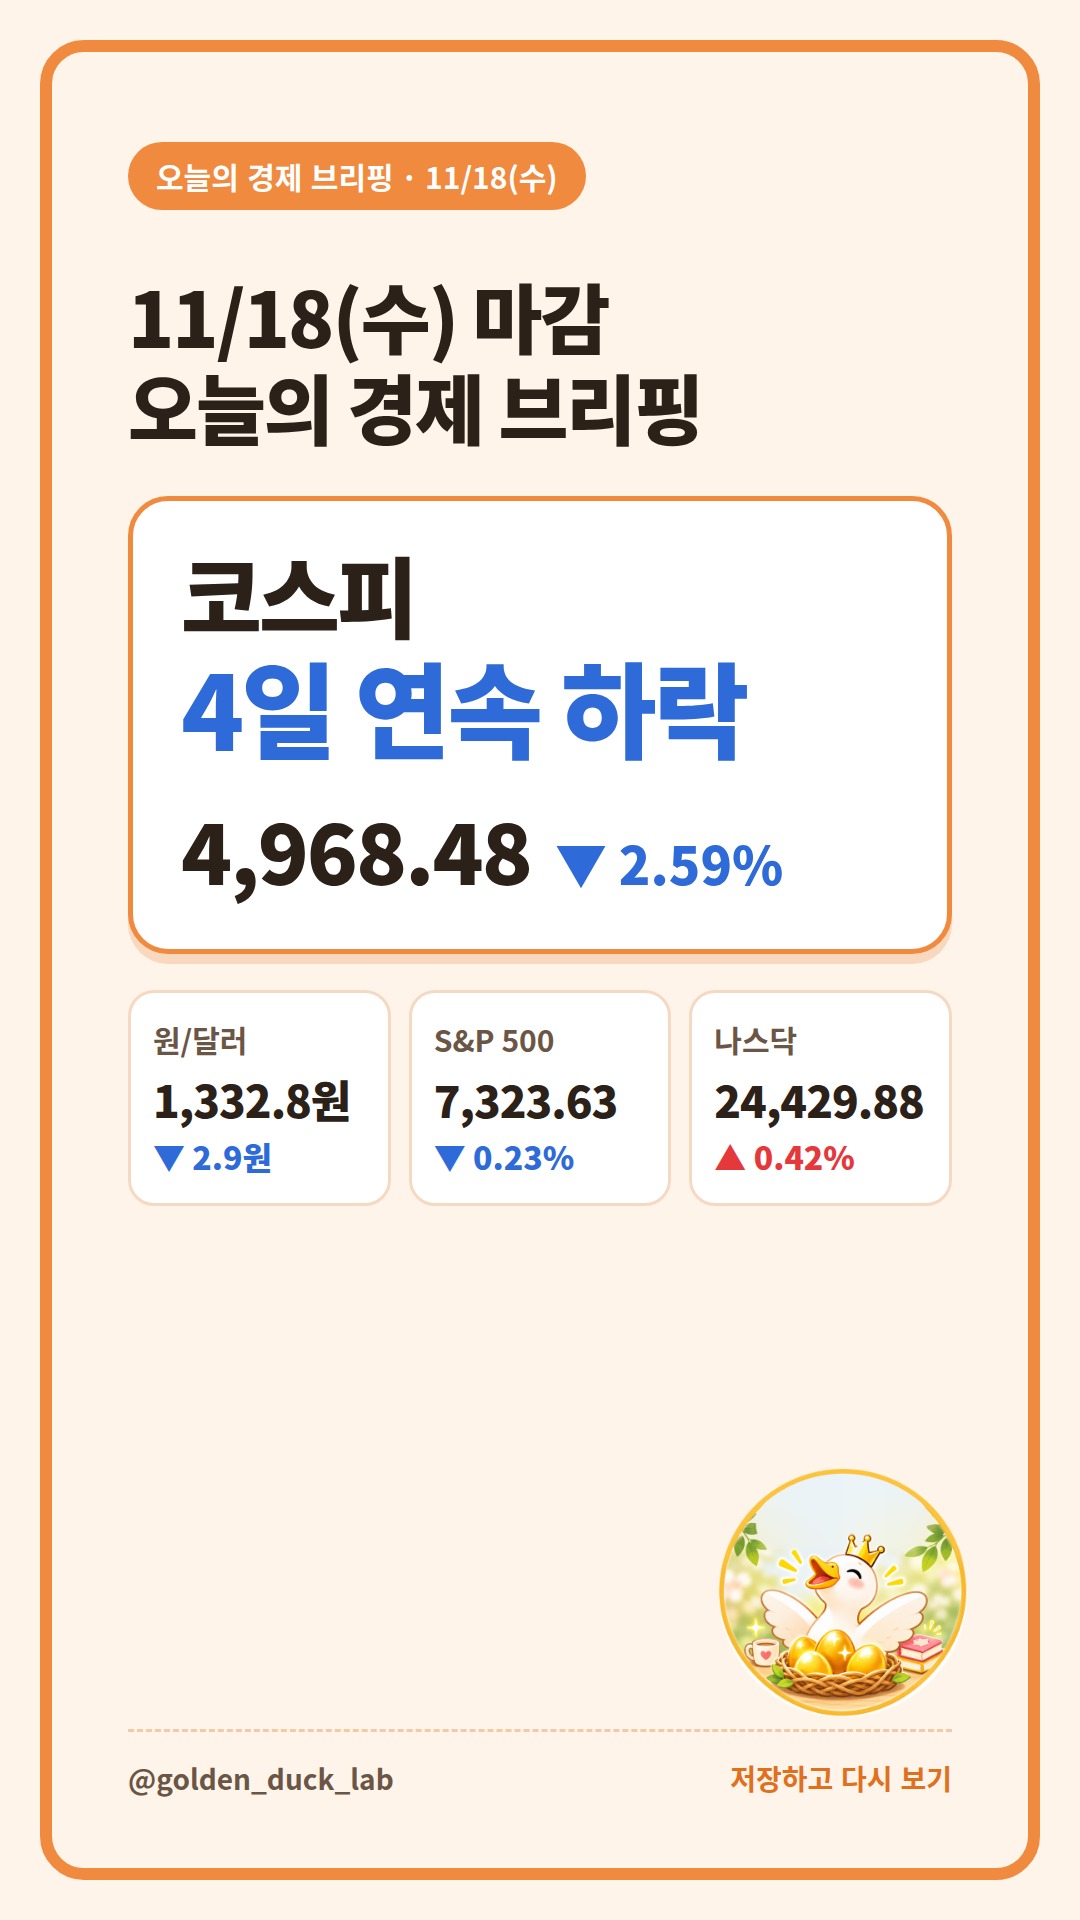 오늘의 경제 브리핑 · 11/18(수)
11/18(수) 마감
오늘의 경제 브리핑
코스피
4일 연속 하락
4,968.48 ▼ 2.59%
원/달러
1,332.8원
▼ 2.9원
S&P 500
7,323.63
▼ 0.23%
나스닥
24,429.88
▲ 0.42%
@golden_duck_lab
저장하고 다시 보기